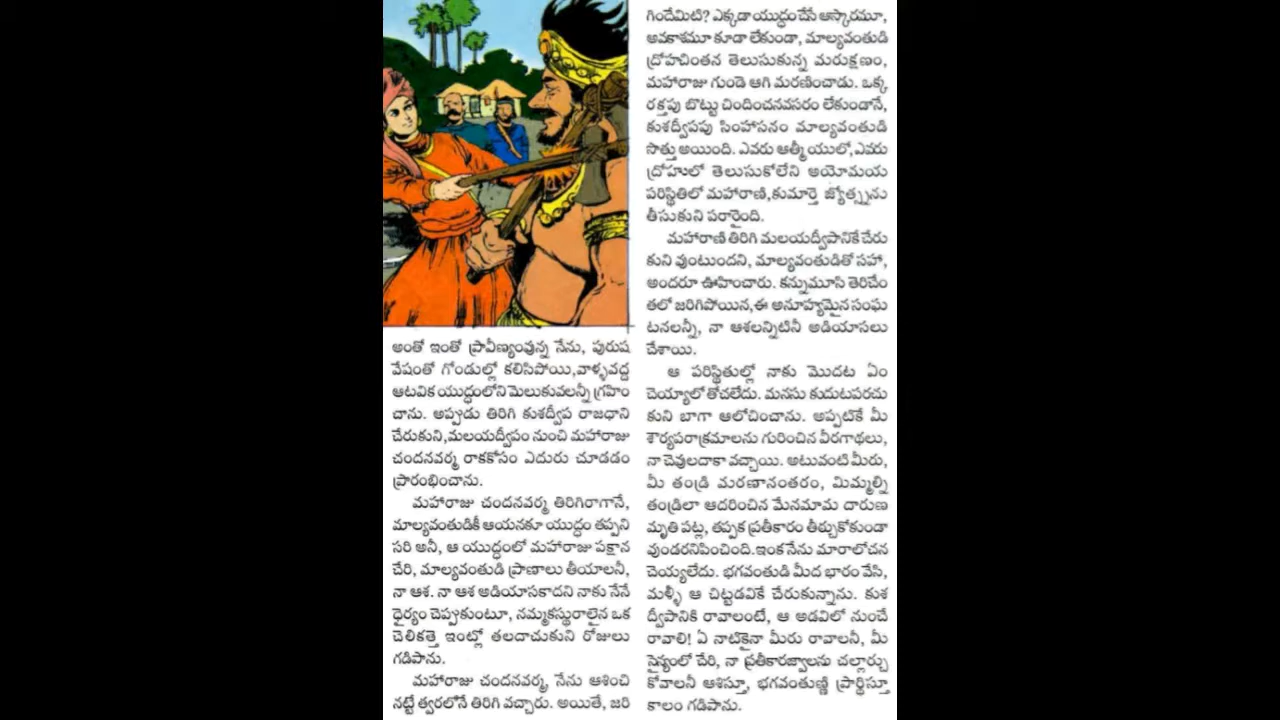 అంతో ఇంతో ప్రావీణ్యంవున్న నేను, పురుష
వేషంతో గోండుల్లో కలిసిపోయి,వాళ్ళవద్ద
ఆటవిక యుద్ధంలోని మెలుకువలన్నీ గ్రహిం
చాను. అప్పుడు తిరిగి కుశద్వీప రాజధాని
చేరుకుని,మలయద్వీపం నుంచి మహారాజు
చందనవర్మ రాకకోసం ఎదురు చూడడం
ప్రారంభించాను.
మహారాజు చందనవర్మ తిరిగిరాగానే,
మాల్యవంతుడికీ ఆయనకూ యుద్ధం తప్పని
సరి అనీ, ఆ యుద్ధంలో మహారాజు పక్షాన
చేరి, మాల్యవంతుడి ప్రాణాలు తీయాలనీ,
నా ఆశ. నా ఆశ అడియాసకాదని నాకు నేనే
ధైర్యం చెప్పుకుంటూ, నమ్మకస్థురాలైన ఒక
చెలికత్తె ఇంట్లో తలదాచుకుని రోజులు
గడిపాను.
మహారాజు చందనవర్మ, నేను ఆశించి
నట్టే త్వరలోనే తిరిగి వచ్చారు. అయితే, జరి
గిందేమిటి? ఎక్కడా యుద్ధం చేసే ఆస్కారమూ,
అవకాశమూ కూడా లేకుండా, మాల్యవంతుడి
ద్రోహచింతన తెలుసుకున్న మరుక్షణం,
మహారాజు గుండె ఆగి మరణించాడు. ఒక్క
రక్తపు బొట్టు చిందించనవసరం లేకుండానే,
కుశద్వీపపు సింహాసనం మాల్యవంతుడి
సొత్తు అయింది. ఎవరు ఆత్మీయులో,ఎవరు
ద్రోహులో తెలుసుకోలేని అయోమయ
పరిస్థితిలో మహారాణి,కుమార్తె జ్యోత్స్నను
తీసుకుని పరారైంది.
మహారాణి తిరిగి మలయద్వీపానికే చేరు
కుని వుంటుందని, మాల్యవంతుడితో సహా,
అందరూ ఊహించారు. కన్నుమూసి తెరిచేం
తలో జరిగిపోయిన,ఈ అనూహ్యమైన సంఘ
టనలన్నీ, నా ఆశలన్నిటినీ అడియాసలు
చేశాయి.
ఆ పరిస్థితుల్లో నాకు మొదట ఏం
చెయ్యాలో తోచలేదు. మనసు కుదుటపరచు
కుని బాగా ఆలోచించాను. అప్పటికే మీ
శౌర్యపరాక్రమాలను గురించిన వీరగాథలు,
నా చెవులదాకా వచ్చాయి. అటువంటి మీరు,
మీ తండ్రి మరణానంతరం, మిమ్మల్ని
తండ్రిలా ఆదరించిన మేనమామ దారుణ
మృతి పట్ల, తప్పక ప్రతీకారం తీర్చుకోకుండా
వుండరనిపించింది.ఇంక నేను మారాలోచన
చెయ్యలేదు. భగవంతుడి మీద భారం వేసి,
మళ్ళీ ఆ చిట్టడవికే చేరుకున్నాను. కుశ
ద్వీపానికి రావాలంటే, ఆ అడవిలో నుంచే
రావాలి! ఏ నాటికైనా మీరు రావాలనీ, మీ
సైన్యంలో చేరి, నా ప్రతీకారజ్వాలను చల్లార్చు
కోవాలనీ ఆశిస్తూ, భగవంతుణ్ణి ప్రార్థిస్తూ
కాలం గడిపాను.